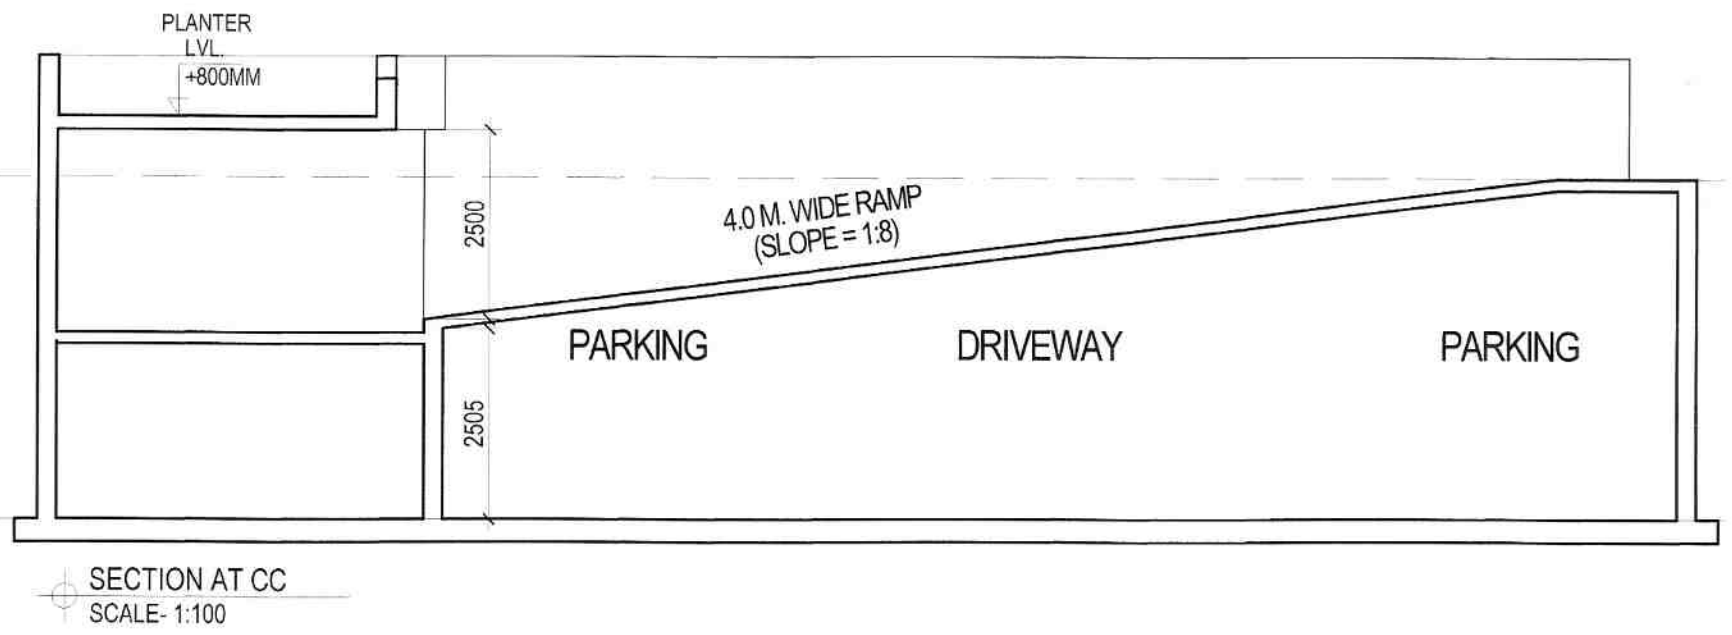 PLANTER
LVL.
+800MM
2500
4.0 M. WIDE RAMP
(SLOPE = 1:8)
PARKING
DRIVEWAY
PARKING
2505
SECTION AT CC
SCALE- 1:100